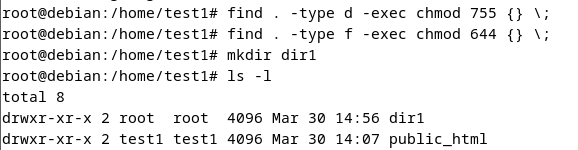 root@debian:/home/test1# find . -type d -exec chmod 755 {} \;
root@debian:/home/test1# find . -type f -exec chmod 644 {} \;
root@debian:/home/test1# mkdir dir1
root@debian:/home/test1# ls -l
total 8
drwxr-xr-x 2 root  root  4096 Mar 30 14:56 dir1
drwxr-xr-x 2 test1 test1 4096 Mar 30 14:07 public_html